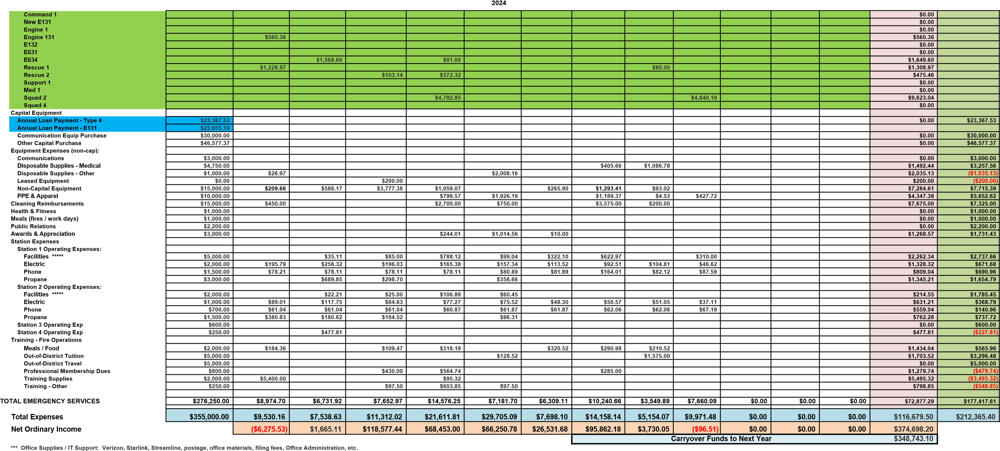 2024
Command 1 $0.00
New E131 $0.00
Engine 1 $0.00
Engine 131 $560.36 $560.36
E132 $0.00
E631 $0.00
E634 $1,568.60 $81.00 $1,649.60
Rescue 1 $1,228.97 $80.00 $1,308.97
Rescue 2 $103.14 $372.32 $475.46
Support 1 $0.00
Med 1 $0.00
Squad 2 $4,782.85 $4,840.19 $9,623.04
Squad 4 $0.00
Capital Equipment
Annual Loan Payment - Type 4 $23,367.53 $0.00 $23,367.53
Annual Loan Payment - E131 $25,955.10
Communication Equip Purchase $30,000.00 $0.00 $30,000.00
Other Capital Purchase $46,577.37 $0.00 $46,577.37
Equipment Expenses (non-cap):
Communications $3,000.00 $0.00 $3,000.00
Disposable Supplies - Medical $4,750.00 $405.66 $1,086.78 $1,492.44 $3,257.56
Disposable Supplies - Other $1,000.00 $26.97 $2,008.16 $2,035.13 ($1,035.13)
Leased Equipment $0.00 $200.00 $200.00 ($200.00)
Non-Capital Equipment $15,000.00 $209.66 $586.17 $3,777.38 $1,059.07 $265.90 $1,293.41 $93.02 $7,284.61 $7,715.39
PPE & Apparel $10,000.00 $799.57 $1,926.19 $1,189.37 $4.53 $427.72 $4,347.38 $5,652.62
Cleaning Reimbursements $15,000.00 $450.00 $2,700.00 $750.00 $3,575.00 $200.00 $7,675.00 $7,325.00
Health & Fitness $1,000.00 $0.00 $1,000.00
Meals (fires / work days) $1,000.00 $0.00 $1,000.00
Public Relations $2,200.00 $0.00 $2,200.00
Awards & Appreciation $3,000.00 $244.01 $1,014.56 $10.00 $1,268.57 $1,731.43
Station Expenses
Station 1 Operating Expenses:
Facilities ***** $5,000.00 $35.11 $85.00 $788.12 $99.04 $322.10 $622.97 $310.00 $2,262.34 $2,737.66
Electric $2,000.00 $195.79 $256.32 $196.03 $165.38 $157.34 $113.52 $92.51 $104.81 $46.62 $1,328.32 $671.68
Phone $1,500.00 $78.21 $78.11 $78.11 $78.11 $80.89 $81.89 $164.01 $82.12 $87.59 $809.04 $690.96
Propane $3,000.00 $689.85 $298.70 $356.66 $1,345.21 $1,654.79
Station 2 Operating Expenses:
Facilities ***** $2,000.00 $22.21 $25.00 $106.89 $60.45 $214.55 $1,785.45
Electric $1,000.00 $89.01 $117.75 $84.63 $77.27 $75.52 $48.30 $50.57 $51.05 $37.11 $631.21 $368.79
Phone $700.00 $61.04 $61.04 $61.04 $60.87 $61.87 $61.87 $62.06 $62.06 $67.19 $559.04 $140.96
Propane $1,500.00 $380.83 $180.62 $104.52 $96.31 $762.28 $737.72
Station 3 Operating Exp $600.00 $0.00 $600.00
Station 4 Operating Exp $250.00 $477.81 $477.81 ($227.81)
Training - Fire Operations
Meals / Food $2,000.00 $184.36 $109.47 $318.19 $320.52 $290.98 $210.52 $1,434.04 $565.96
Out-of-District Tuition $5,000.00 $128.52 $1,575.00 $1,703.52 $3,296.48
Out-of-District Travel $5,000.00 $0.00 $5,000.00
Professional Membership Dues $800.00 $430.00 $564.74 $285.00 $1,279.74 ($479.74)
Training Supplies $2,000.00 $5,400.00 $95.32 $5,495.32 ($3,495.32)
Training - Other $250.00 $97.50 $603.85 $97.50 $798.85 ($548.85)
TOTAL EMERGENCY SERVICES $276,250.00 $8,974.70 $6,731.92 $7,652.97 $14,576.25 $7,181.70 $6,309.11 $10,240.66 $3,549.89 $7,660.09 $0.00 $0.00 $0.00 $72,877.29 $177,417.61
Total Expenses $355,000.00 $9,530.16 $7,538.63 $11,312.02 $21,611.81 $29,705.09 $7,698.10 $14,158.14 $5,154.07 $9,971.48 $0.00 $0.00 $0.00 $116,679.50 $212,365.40
Net Ordinary Income ($6,275.53) $1,665.11 $118,577.44 $68,453.00 $66,250.78 $26,531.68 $95,862.18 $3,730.05 ($96.51) $0.00 $0.00 $0.00 $374,698.20
Carryover Funds to Next Year $348,743.10
*** Office Supplies / IT Support: Verizon, Starlink, Streamline, postage, office materials, filing fees, Office Administration, etc.